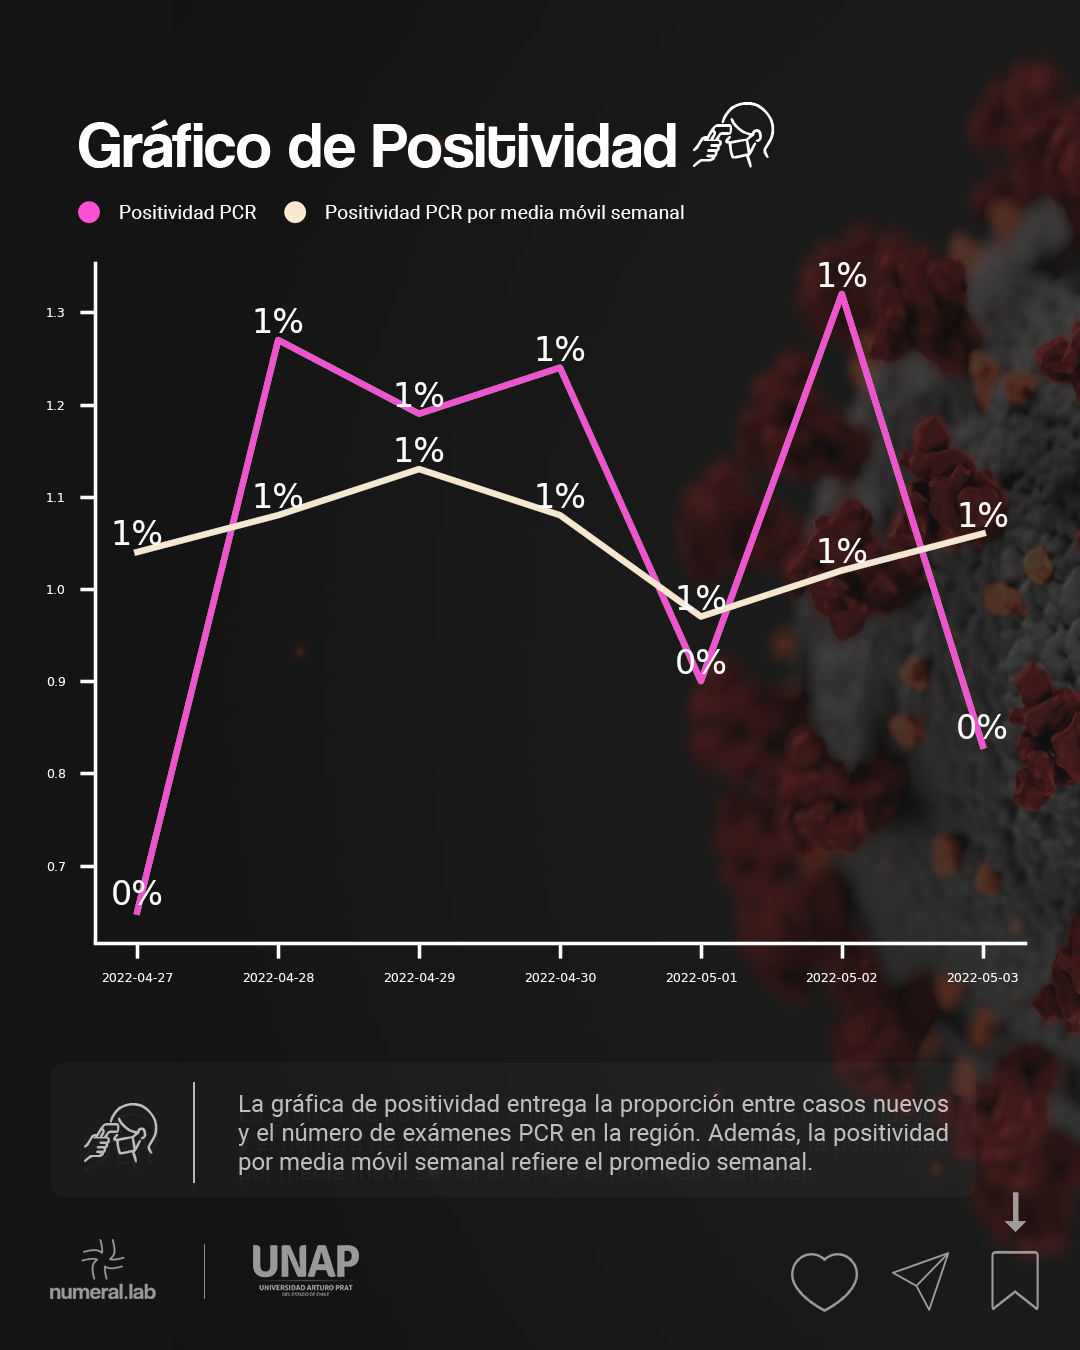 Gráfico de Positividad
Positividad PCR
Positividad PCR por media móvil semanal
1.3
1.2
1.1
1.0
0.9
0.8
0.7
1%
1%
1%
1%
1%
1%
1%
1%
1%
1%
1%
0%
0%
0%
2022-04-27
2022-04-28
2022-04-29
2022-04-30
2022-05-01
2022-05-02
2022-05-03
La gráfica de positividad entrega la proporción entre casos nuevos
y el número de exámenes PCR en la región. Además, la positividad
por media móvil semanal refiere el promedio semanal.
numeral.lab
UNAP
UNIVERSIDAD ARTURO PRAT
DEL ESTADO DE CHILE